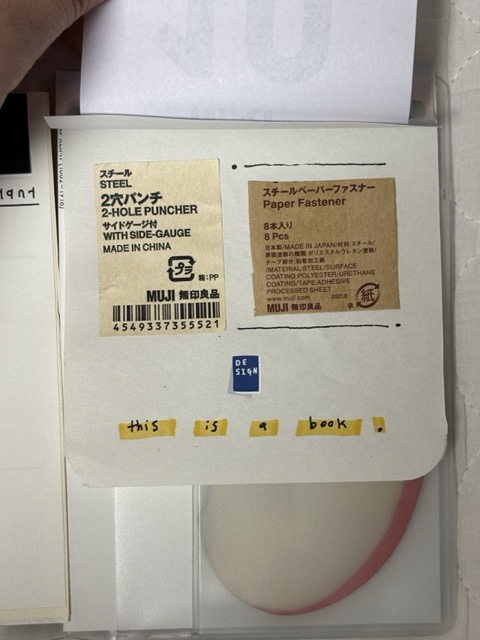 スチール
STEEL
2穴パンチ
2-HOLE PUNCHER
サイドゲージ付
WITH SIDE-GAUGE
MADE IN CHINA
プラ
箱:PP
MUJI 無印良品
4549337355521
スチールペーパーファスナー
Paper Fastener
8本入り
8 Pcs
日本製/MADE IN JAPAN/材料:スチール/
表面塗装の種類:ポリエステルウレタン塗装/
テープ部分:粘着加工紙
/MATERIAL:STEEL/SURFACE
COATING:POLYESTER-URETHANE
COATING/TAPE:ADHESIVE
PROCESSED SHEET
www.muji.com 2021.8
MUJI 無印良品 袋
紙
DE
SIGN
this is a book .